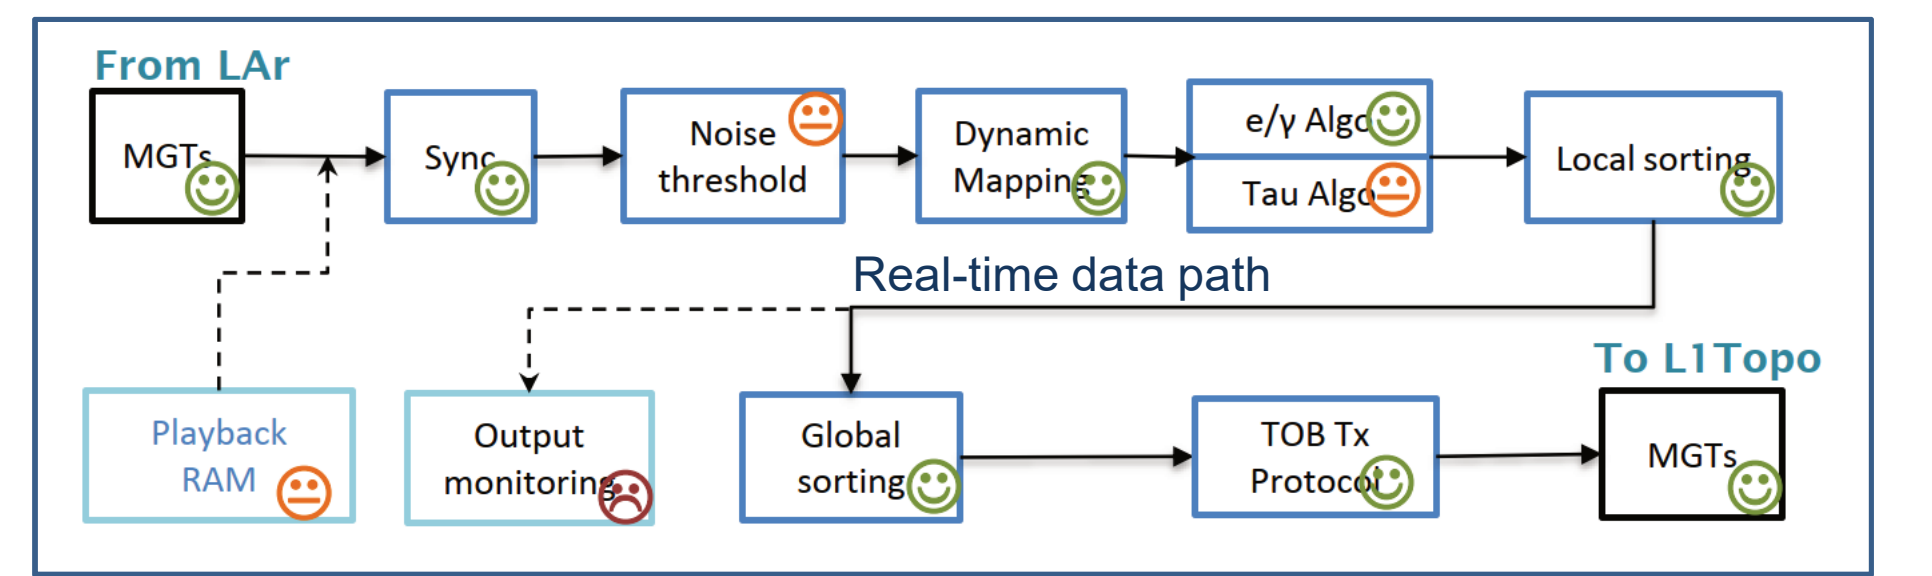 From LAr
MGTs
Sync
Noise
threshold
Dynamic
Mapping
e/γ Algo
Tau Algo
Local sorting
Real-time data path
To L1Topo
Playback
RAM
Output
monitoring
Global
sorting
TOB Tx
Protocol
MGTs